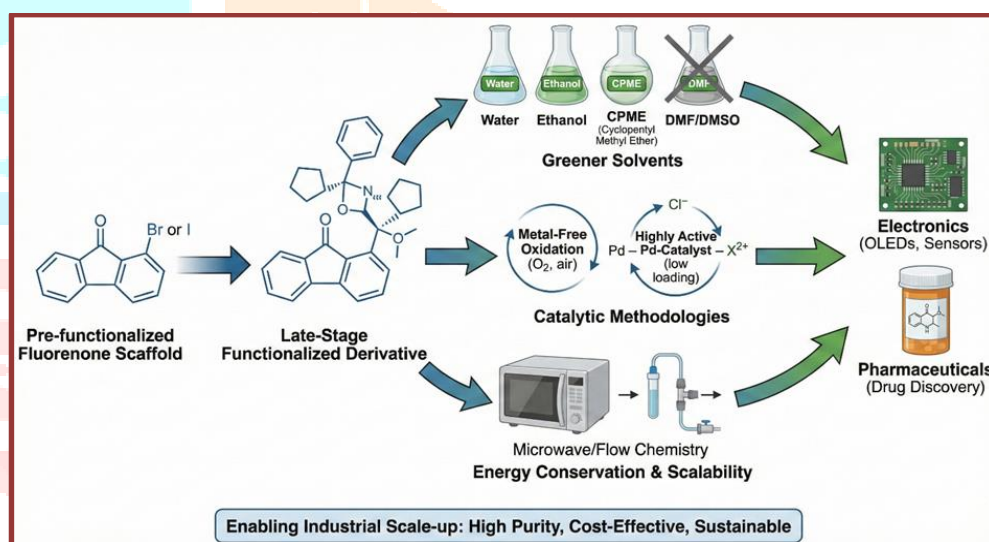 Water
Ethanol
CPME
DMF
Water
Ethanol
CPME
(Cyclopentyl
Methyl Ether)
DMF/DMSO
Greener Solvents
O
Br or I
Pre-functionalized
Fluorenone Scaffold
N
O
O
O
Late-Stage
Functionalized Derivative
Metal-Free
Oxidation
(O₂, air)
Cl⁻
Highly Active
Pd – Pd-Catalyst – X²⁺
(low
loading)
Catalytic Methodologies
Microwave/Flow Chemistry
Energy Conservation & Scalability
Electronics
(OLEDs, Sensors)
Pharmaceuticals
(Drug Discovery)
Enabling Industrial Scale-up: High Purity, Cost-Effective, Sustainable